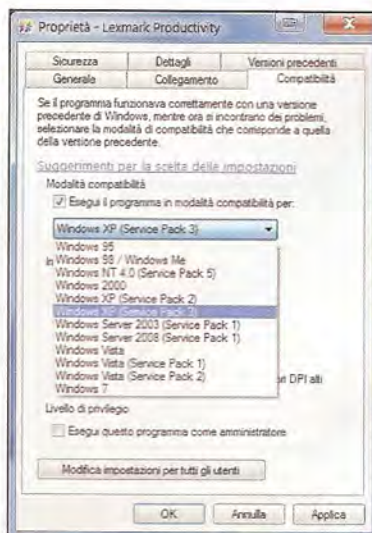 Proprietà - Lexmark Productivity
Sicurezza Dettagli Versioni precedenti
Generale Collegamento Compatibilità
Se il programma funzionava correttamente con una versione
precedente di Windows, mentre ora si incontrano dei problemi,
selezionare la modalità di compatibilità che corrisponde a quella
della versione precedente.
Suggerimenti per la scelta delle impostazioni
Modalità compatibilità
Esegui il programma in modalità compatibilità per:
Windows XP (Service Pack 3)
Windows 95
Windows 98 / Windows Me
Windows NT 4.0 (Service Pack 5)
Windows 2000
Windows XP (Service Pack 2)
Windows XP (Service Pack 3)
Windows Server 2003 (Service Pack 1)
Windows Server 2008 (Service Pack 1)
Windows Vista
Windows Vista (Service Pack 1)
Windows Vista (Service Pack 2)
Windows 7
DPI alti
Livello di privilegio
Esegui questo programma come amministratore
Modifica impostazioni per tutti gli utenti
OK Annulla Applica